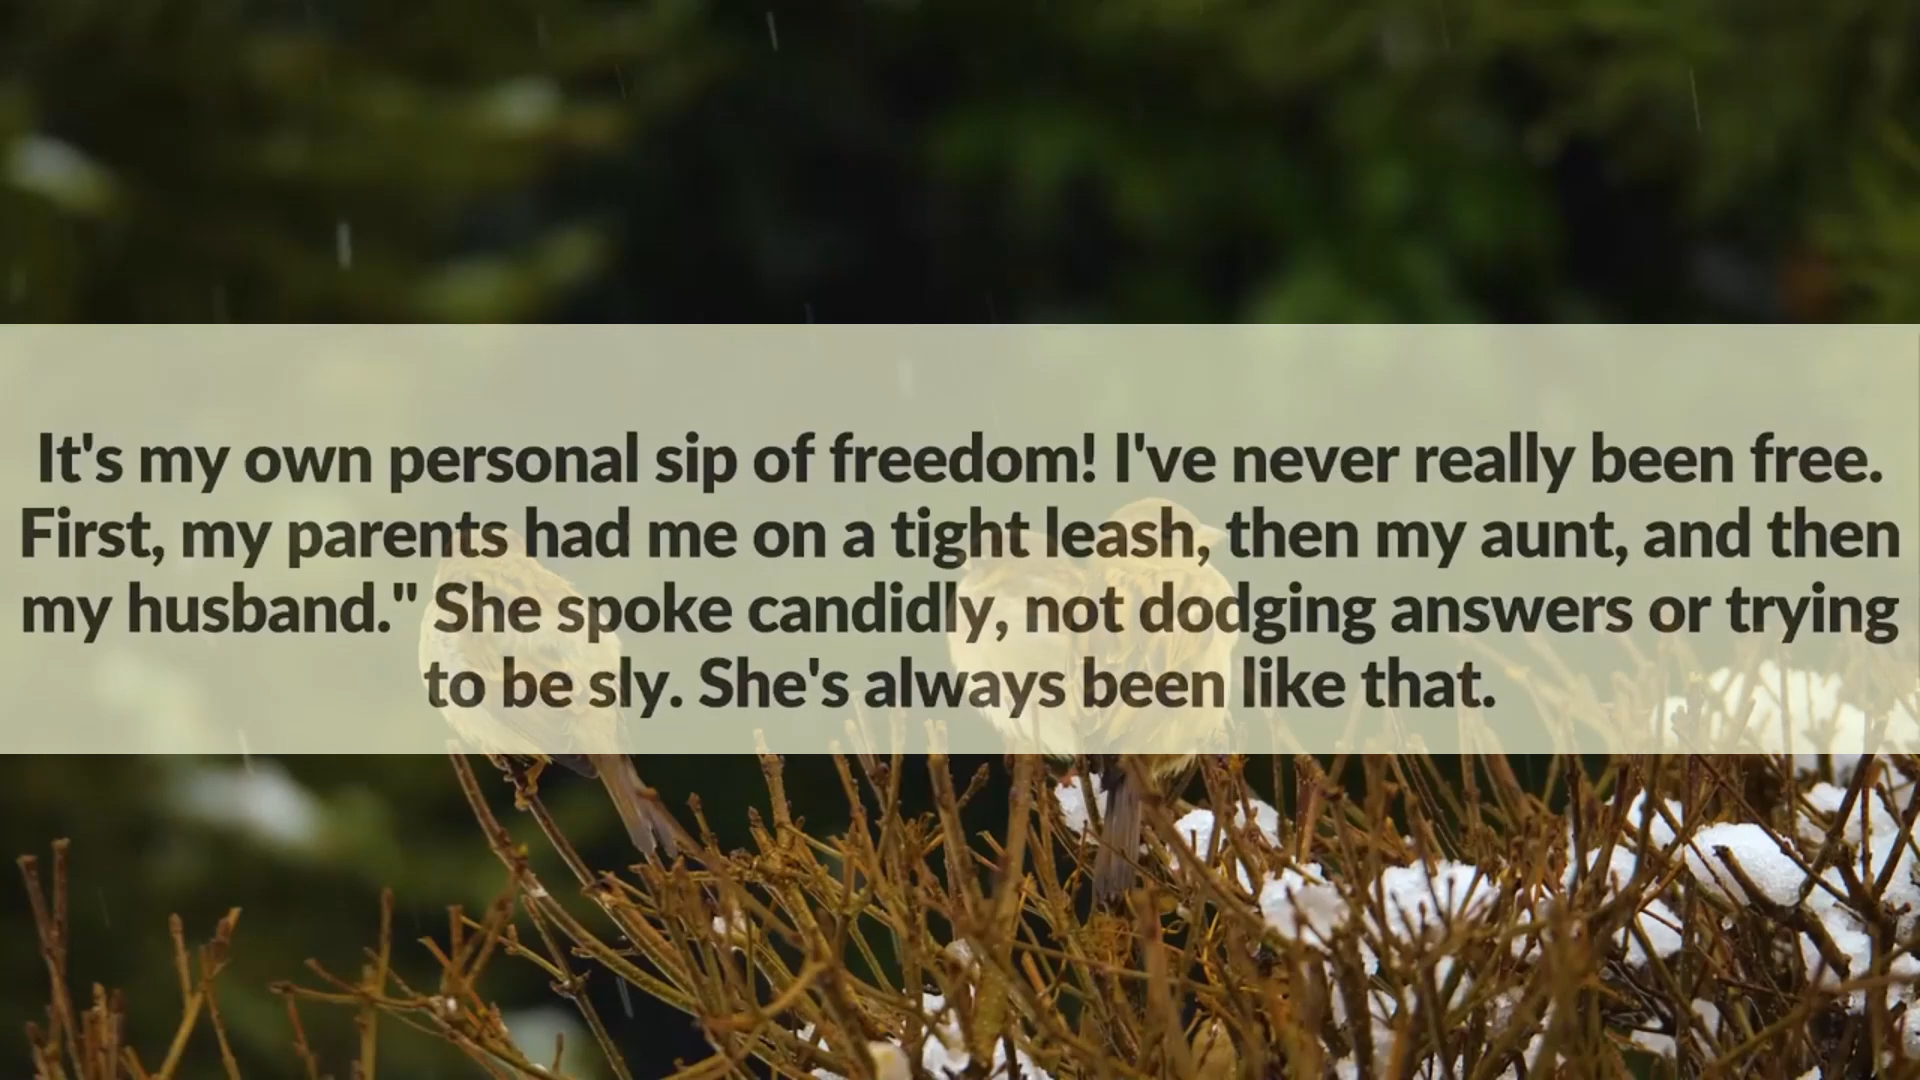 It's my own personal sip of freedom! I've never really been free.
First, my parents had me on a tight leash, then my aunt, and then
my husband." She spoke candidly, not dodging answers or trying
to be sly. She's always been like that.